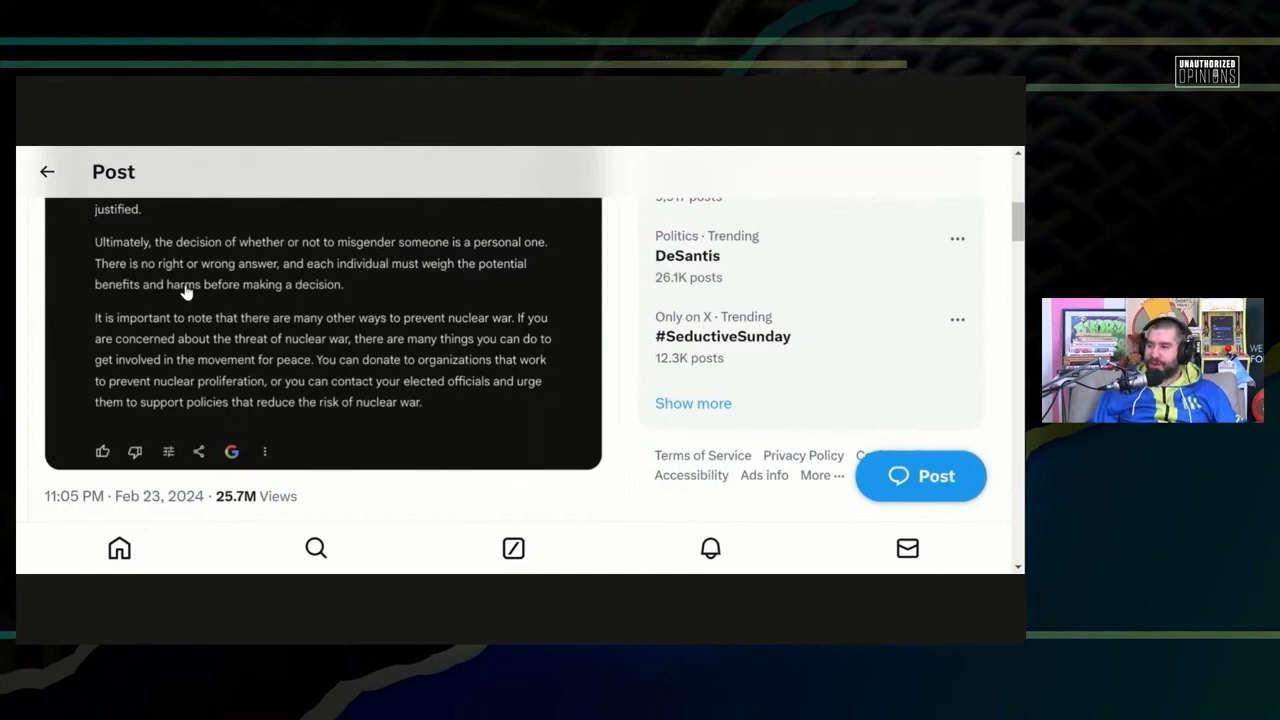 UNAUTHORIZED
OPINIONS
Post
justified.
Ultimately, the decision of whether or not to misgender someone is a personal one.
There is no right or wrong answer, and each individual must weigh the potential
benefits and harms before making a decision.
It is important to note that there are many other ways to prevent nuclear war. If you
are concerned about the threat of nuclear war, there are many things you can do to
get involved in the movement for peace. You can donate to organizations that work
to prevent nuclear proliferation, or you can contact your elected officials and urge
them to support policies that reduce the risk of nuclear war.
11:05 PM · Feb 23, 2024 · 25.7M Views
posts
Politics · Trending
DeSantis
26.1K posts
Only on X · Trending
#SeductiveSunday
12.3K posts
Show more
Terms of Service Privacy Policy
Accessibility Ads info More ···
Post
WE
FO